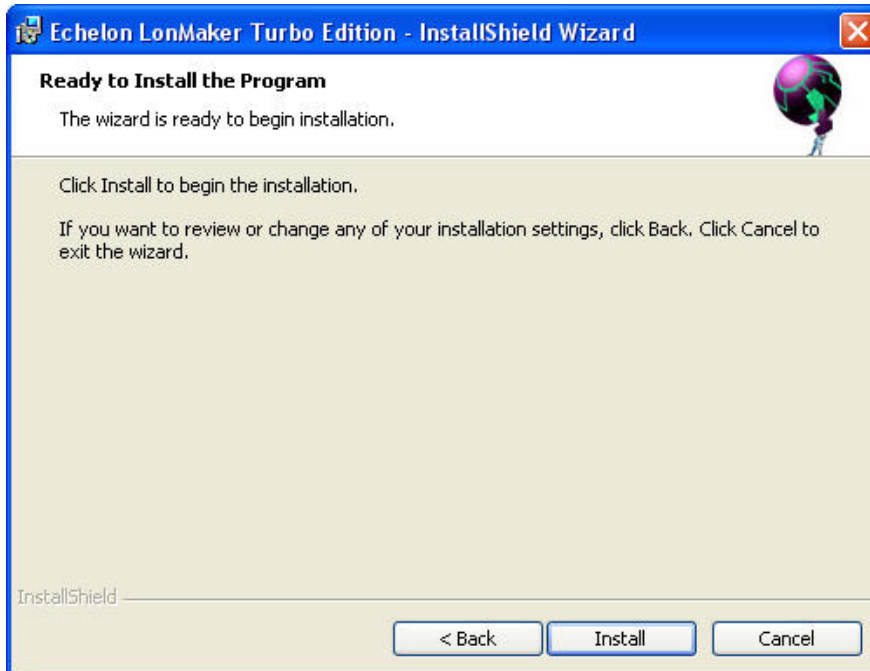 Echelon LonMaker Turbo Edition - InstallShield Wizard
Ready to Install the Program
The wizard is ready to begin installation.
Click Install to begin the installation.
If you want to review or change any of your installation settings, click Back. Click Cancel to
exit the wizard.
InstallShield
< Back
Install
Cancel